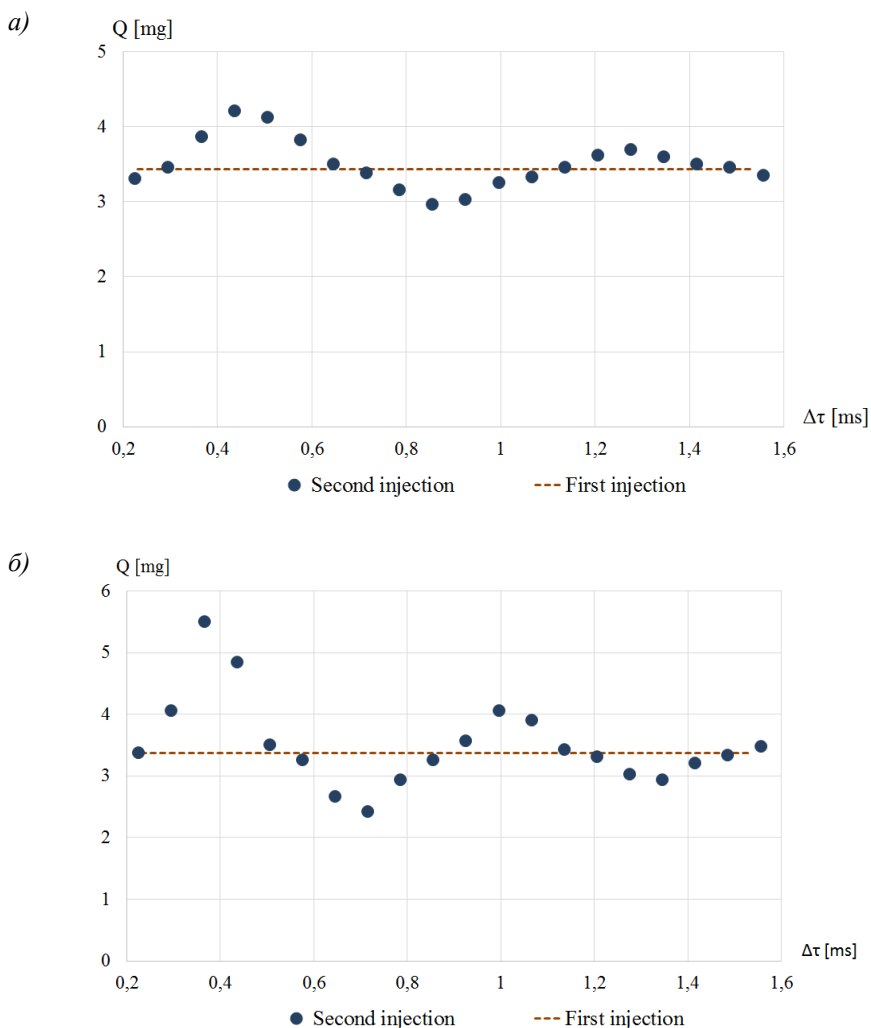 а)
Q [mg]
5
4
3
2
1
0
0,2 0,4 0,6 0,8 1 1,2 1,4 1,6
Δτ [ms]
Second injection First injection
б)
Q [mg]
6
5
4
3
2
1
0
0,2 0,4 0,6 0,8 1 1,2 1,4 1,6
Δτ [ms]
Second injection First injection